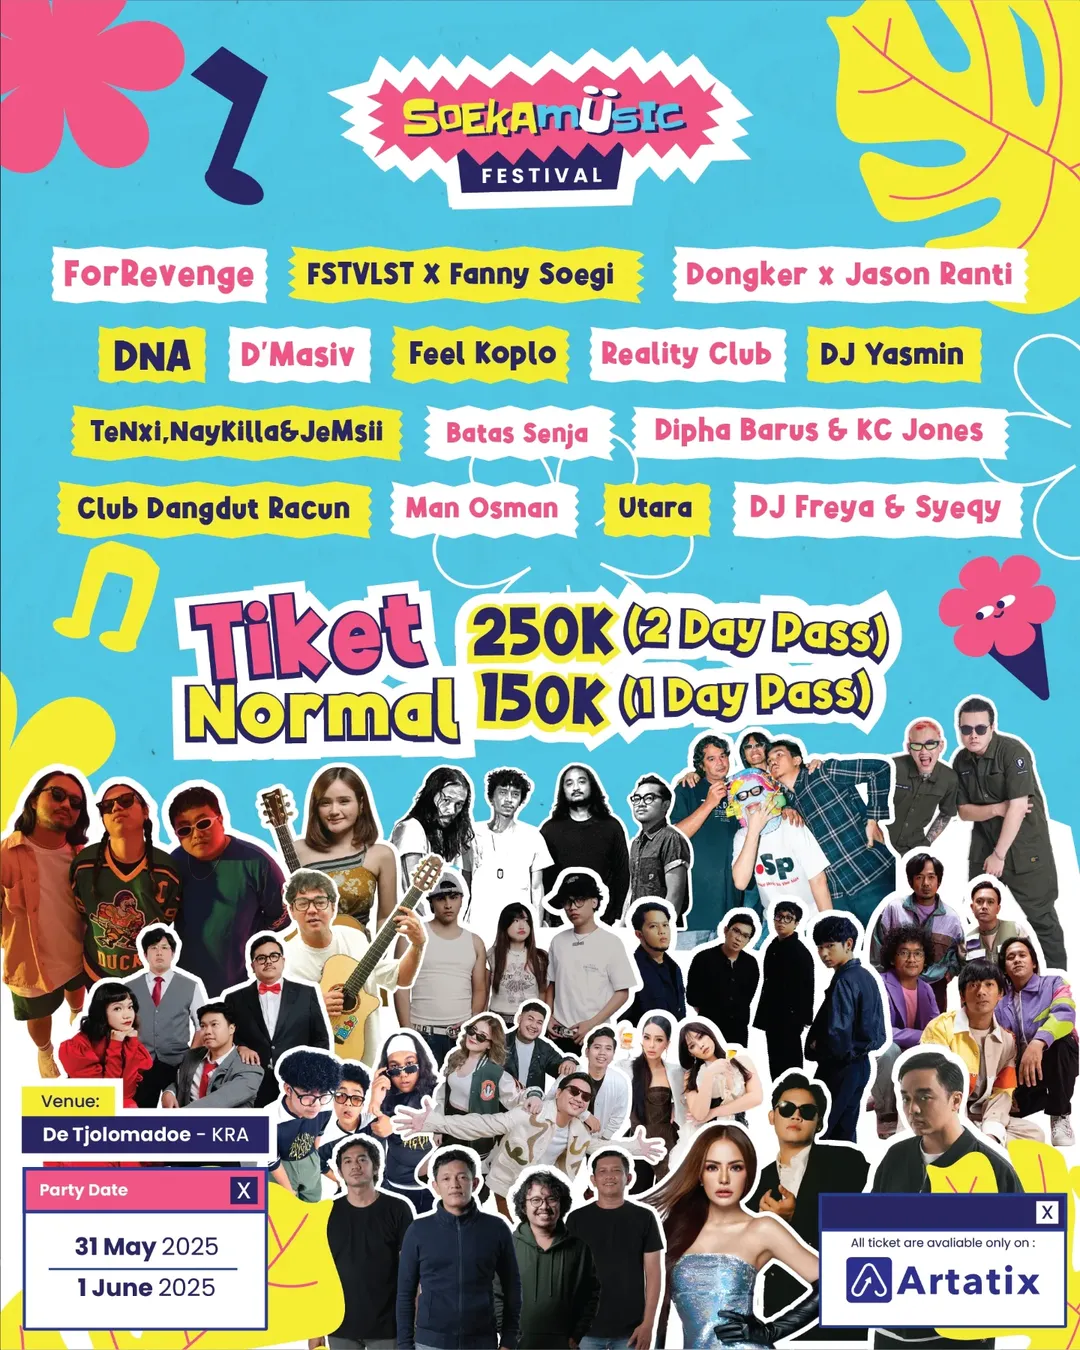 SOEKAMÜSIC
FESTIVAL
ForRevenge
FSTVLST X Fanny Soegi
Dongker x Jason Ranti
DNA
D'Masiv
Feel Koplo
Reality Club
DJ Yasmin
TeNxi,NayKilla&JeMsii
Batas Senja
Dipha Barus & KC Jones
Club Dangdut Racun
Man Osman
Utara
DJ Freya & Syeqy
Tiket
Normal
250K (2 Day Pass)
150K (1 Day Pass)
Venue:
De Tjolomadoe - KRA
Party Date
X
31 May 2025
1 June 2025
X
All ticket are avaliable only on :
Artatix